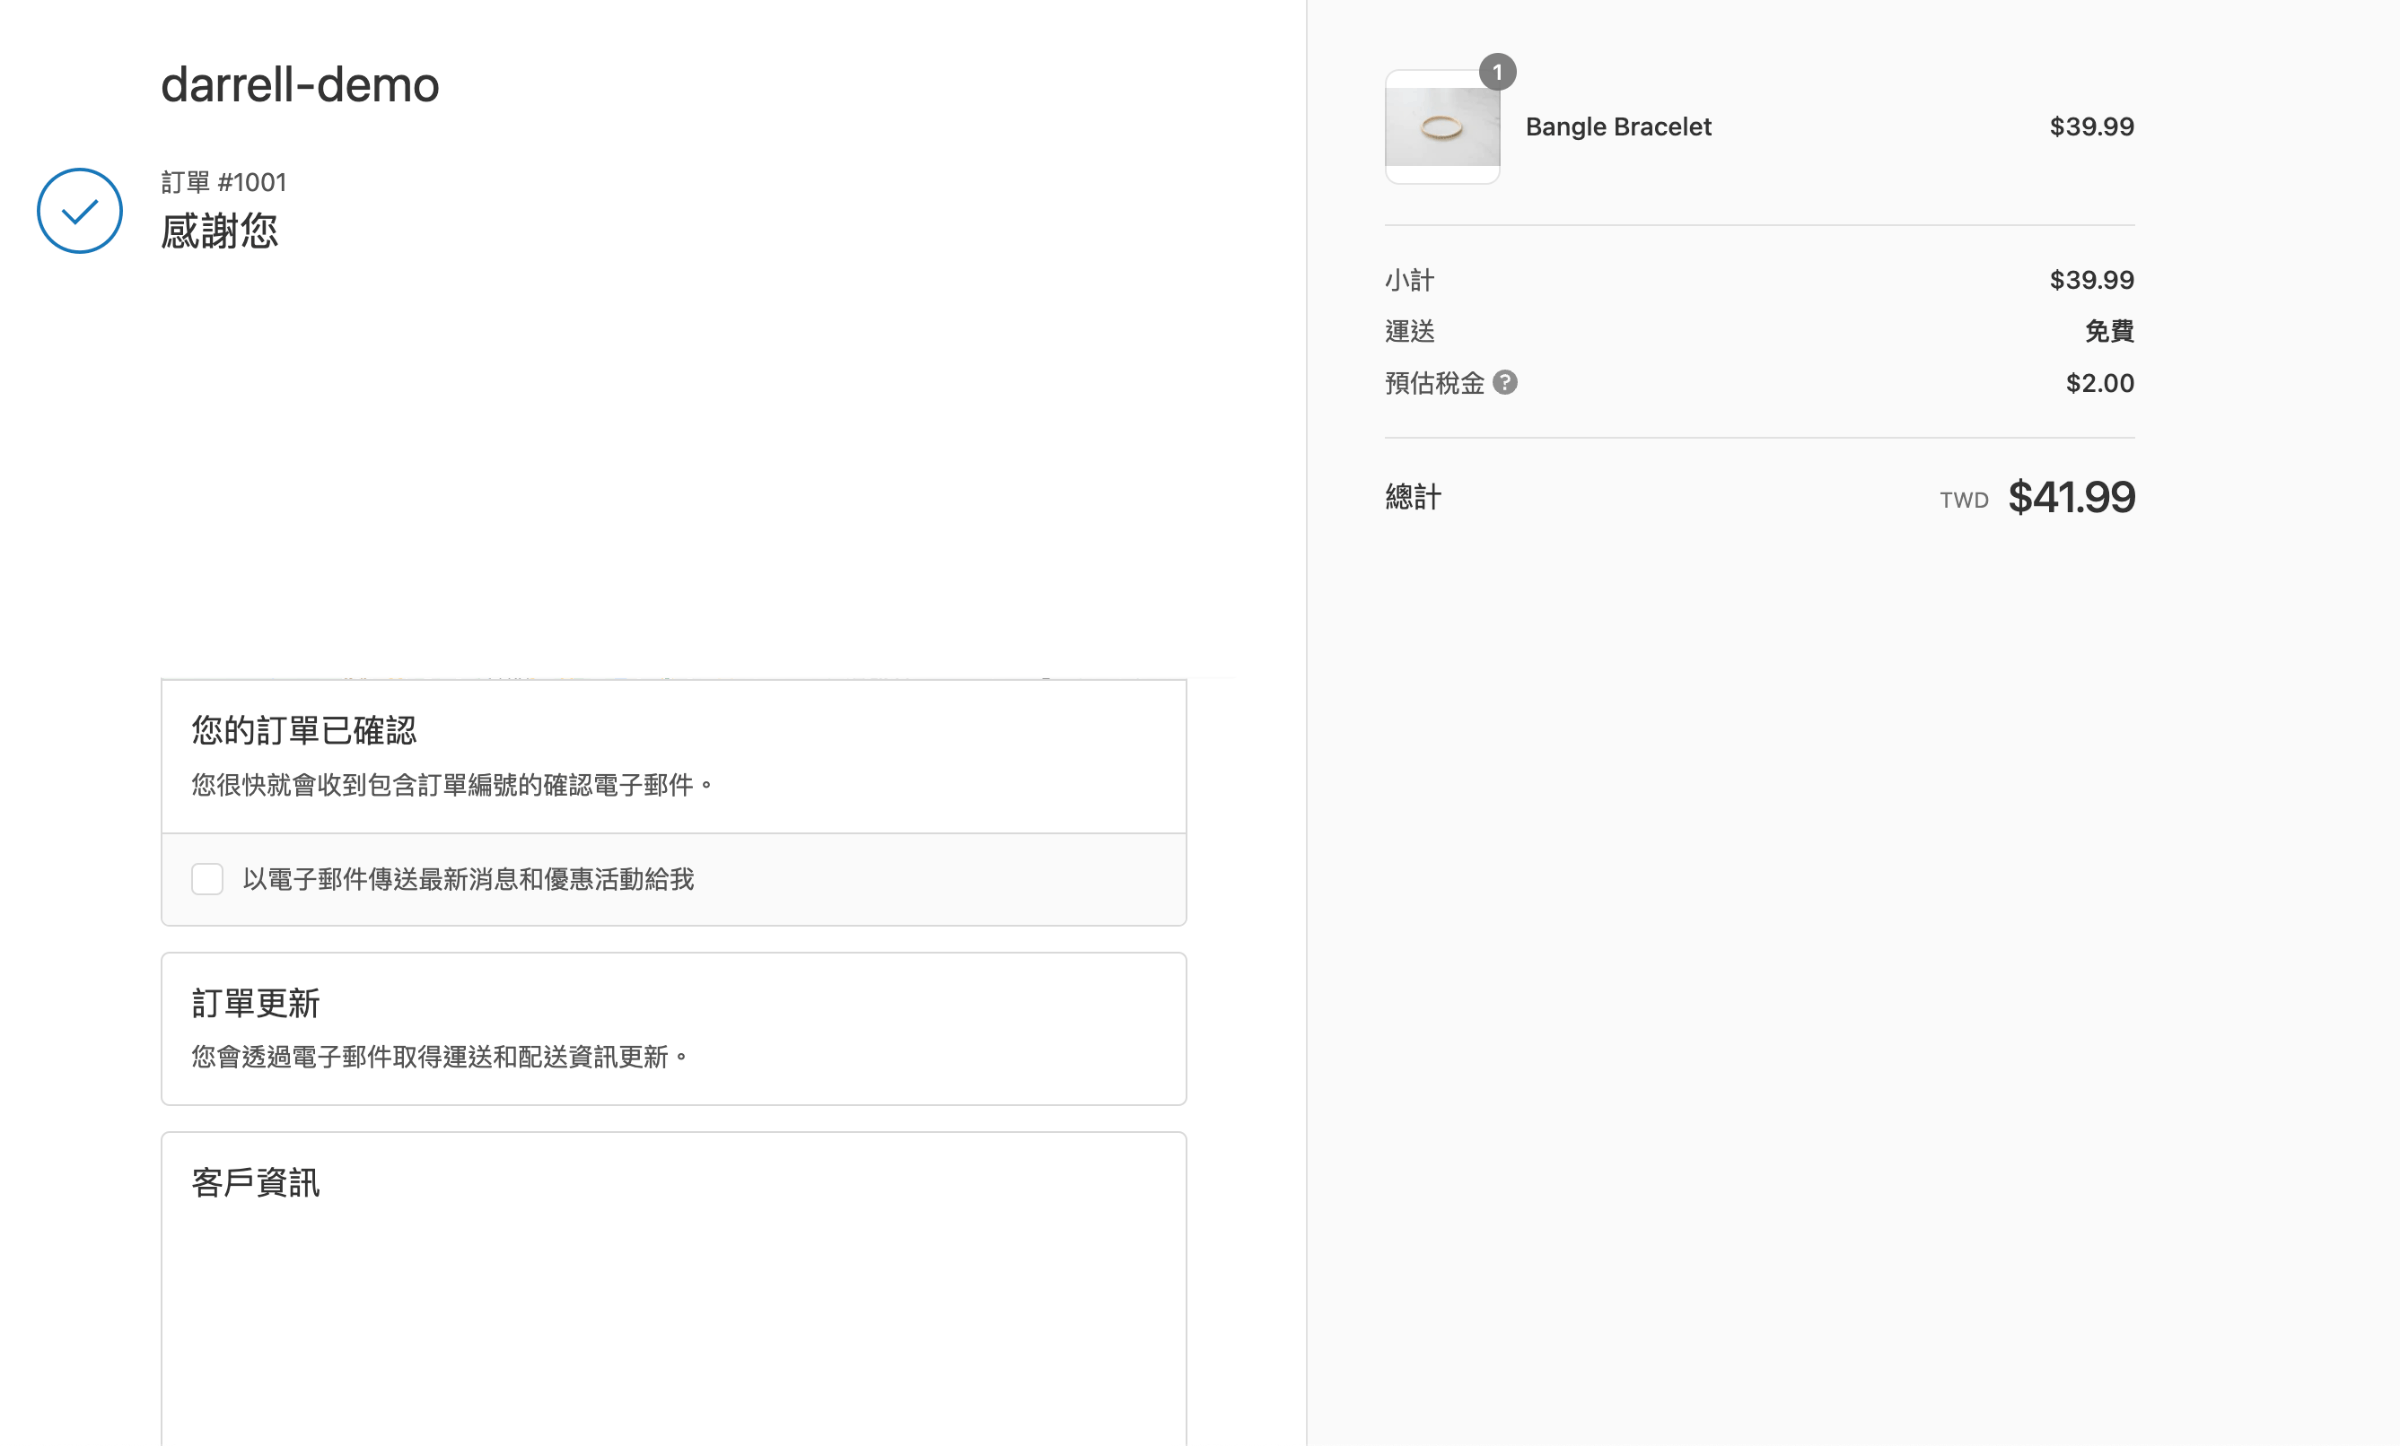 darrell-demo
訂單 #1001
感謝您
您的訂單已確認
您很快就會收到包含訂單編號的確認電子郵件。
以電子郵件傳送最新消息和優惠活動給我
訂單更新
您會透過電子郵件取得運送和配送資訊更新。
客戶資訊
1
Bangle Bracelet $39.99
小計 $39.99
運送 免費
預估稅金 ? $2.00
總計 TWD $41.99